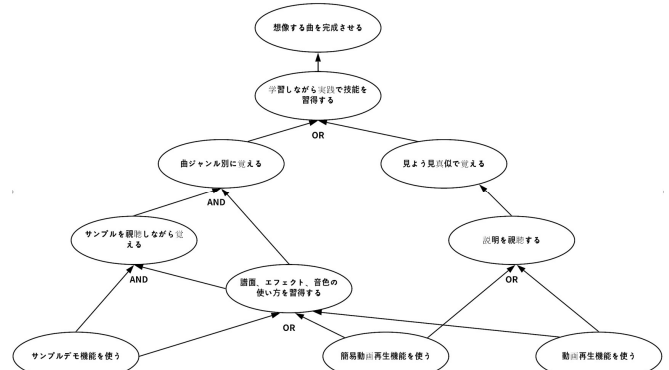 想像する曲を完成させる
学習しながら実践で技能を
習得する
OR
曲ジャンル別に覚える
見よう見真似で覚える
AND
サンプルを視聴しながら覚
える
説明を視聴する
AND
譜面、エフェクト、音色の
使い方を習得する
OR
OR
サンプルデモ機能を使う
簡易動画再生機能を使う
動画再生機能を使う